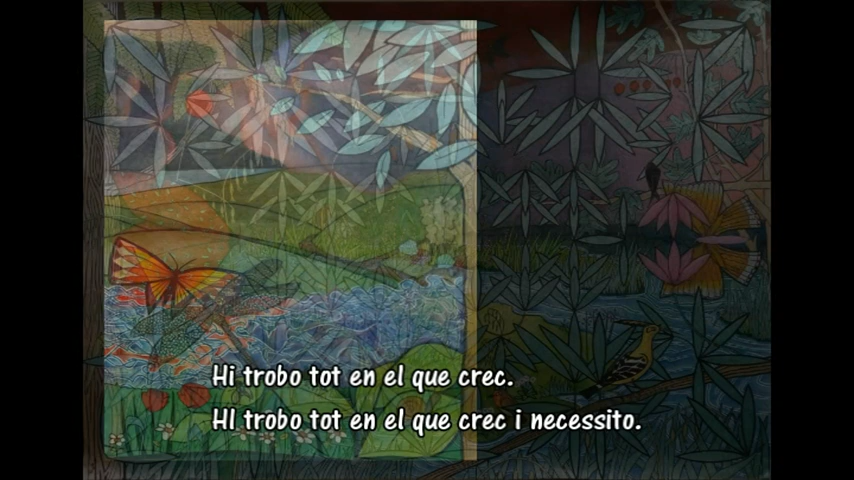 Hi trobo tot en el que crec.
HI trobo tot en el que crec i necessito.